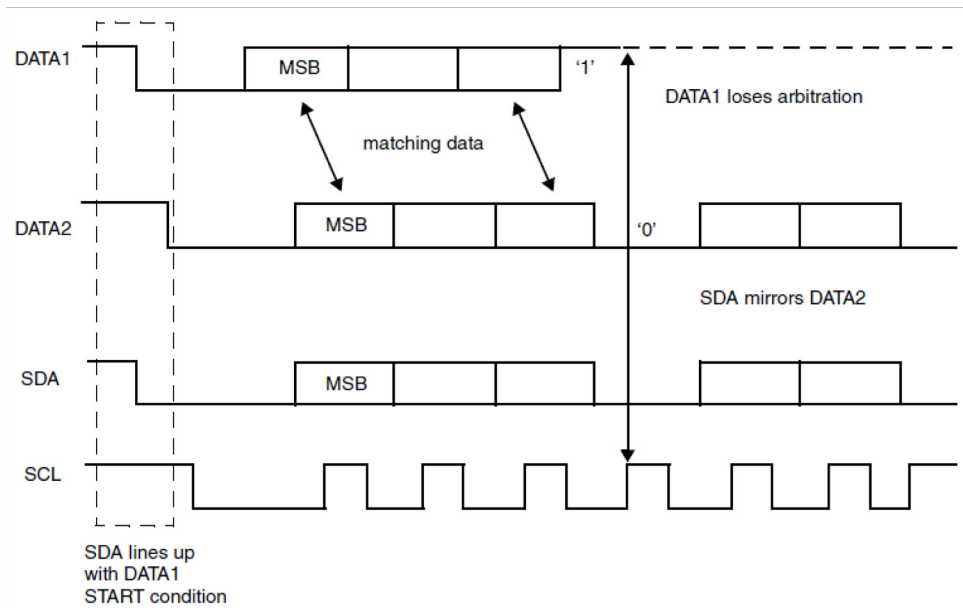 DATA1
MSB
'1'
DATA1 loses arbitration
matching data
DATA2
MSB
'0'
SDA mirrors DATA2
SDA
MSB
SCL
SDA lines up
with DATA1
START condition